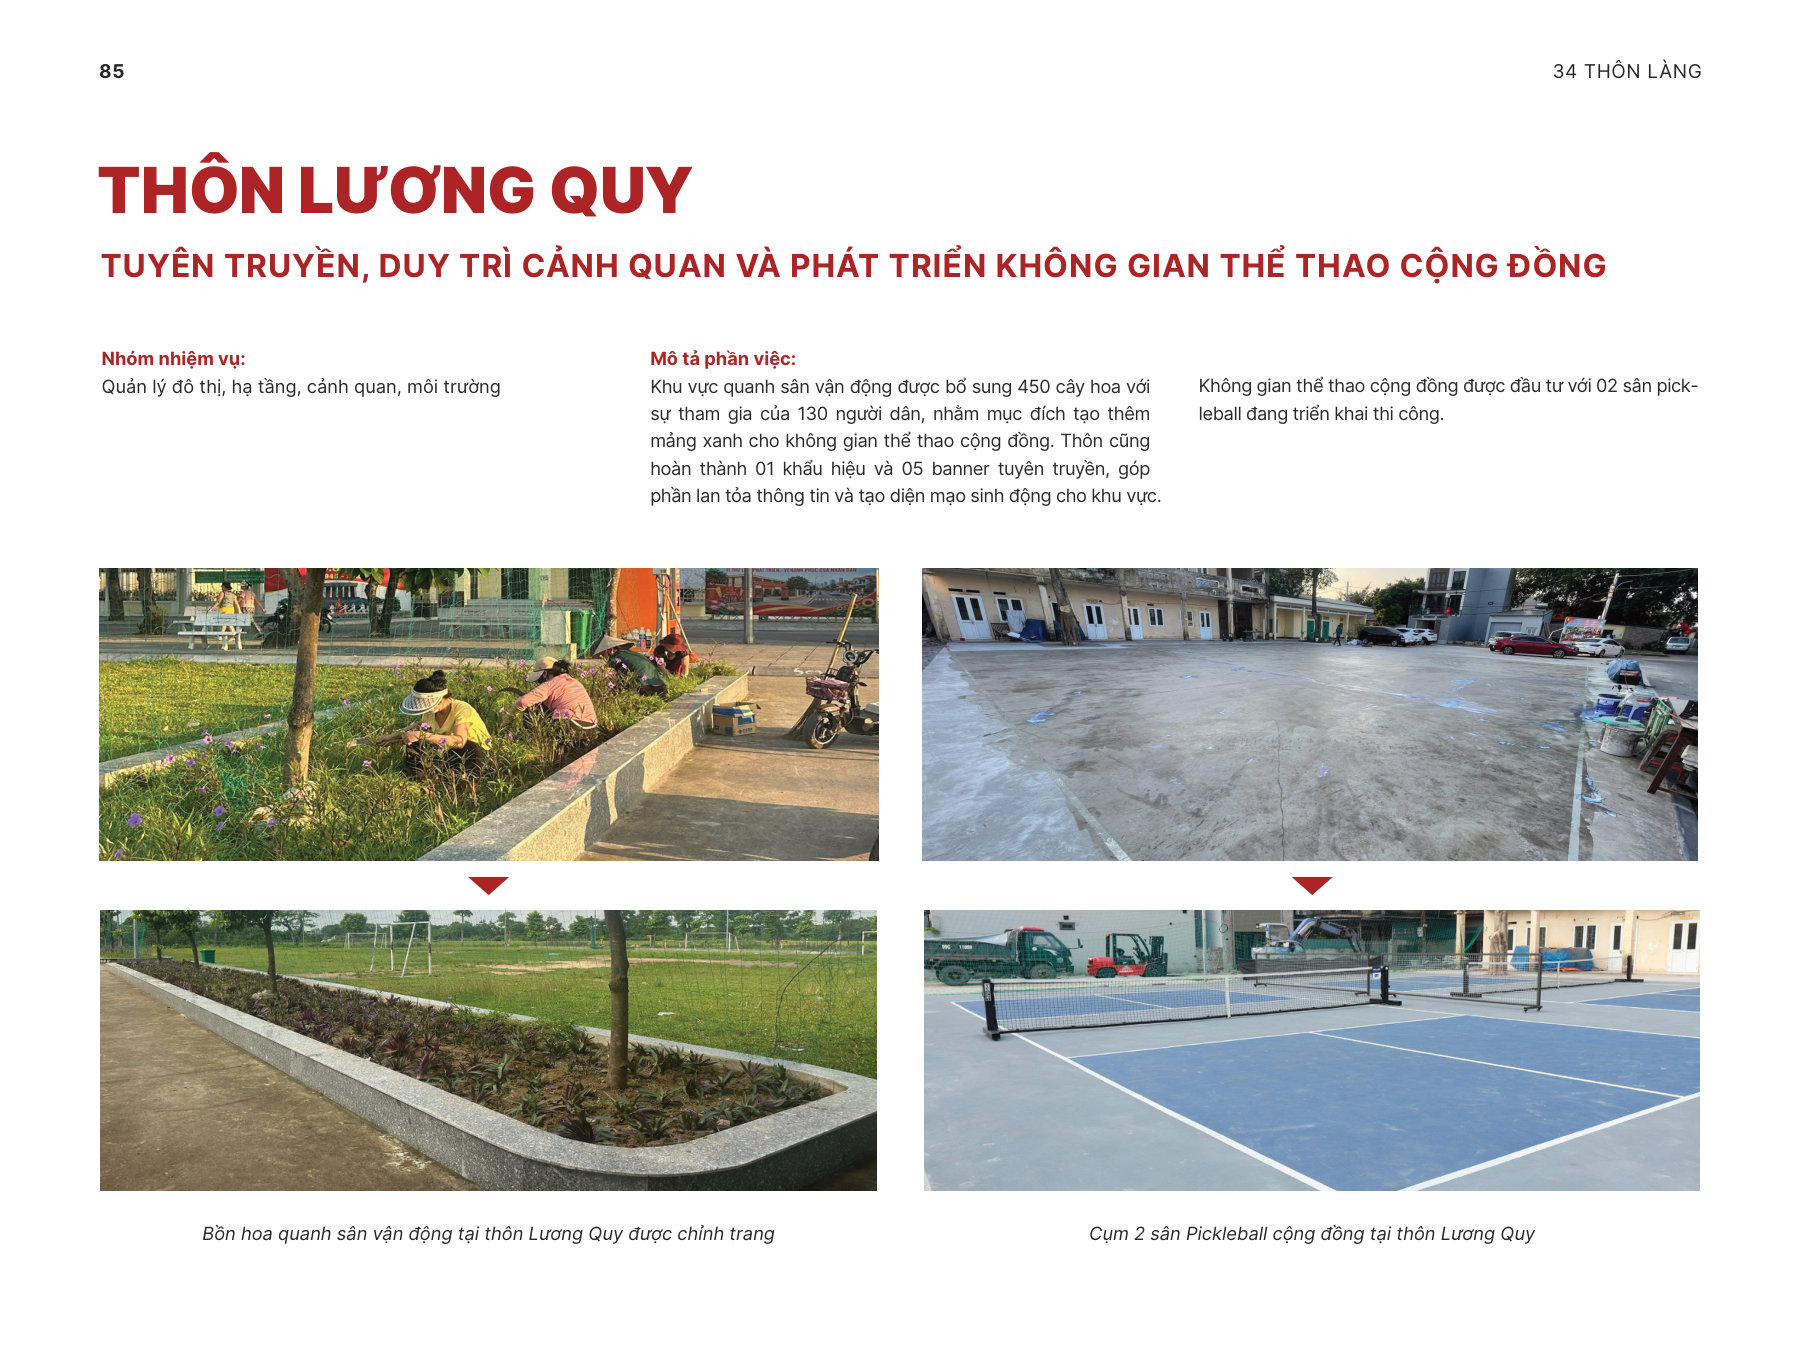 85
34 THÔN LÀNG
THÔN LƯƠNG QUY
TUYÊN TRUYỀN, DUY TRÌ CẢNH QUAN VÀ PHÁT TRIỂN KHÔNG GIAN THỂ THAO CỘNG ĐỒNG
Nhóm nhiệm vụ:
Quản lý đô thị, hạ tầng, cảnh quan, môi trường
Mô tả phần việc:
Khu vực quanh sân vận động được bổ sung 450 cây hoa với
sự tham gia của 130 người dân, nhằm mục đích tạo thêm
mảng xanh cho không gian thể thao cộng đồng. Thôn cũng
hoàn thành 01 khẩu hiệu và 05 banner tuyên truyền, góp
phần lan tỏa thông tin và tạo diện mạo sinh động cho khu vực.
Không gian thể thao cộng đồng được đầu tư với 02 sân pick-
leball đang triển khai thi công.
Bồn hoa quanh sân vận động tại thôn Lương Quy được chỉnh trang
Cụm 2 sân Pickleball cộng đồng tại thôn Lương Quy